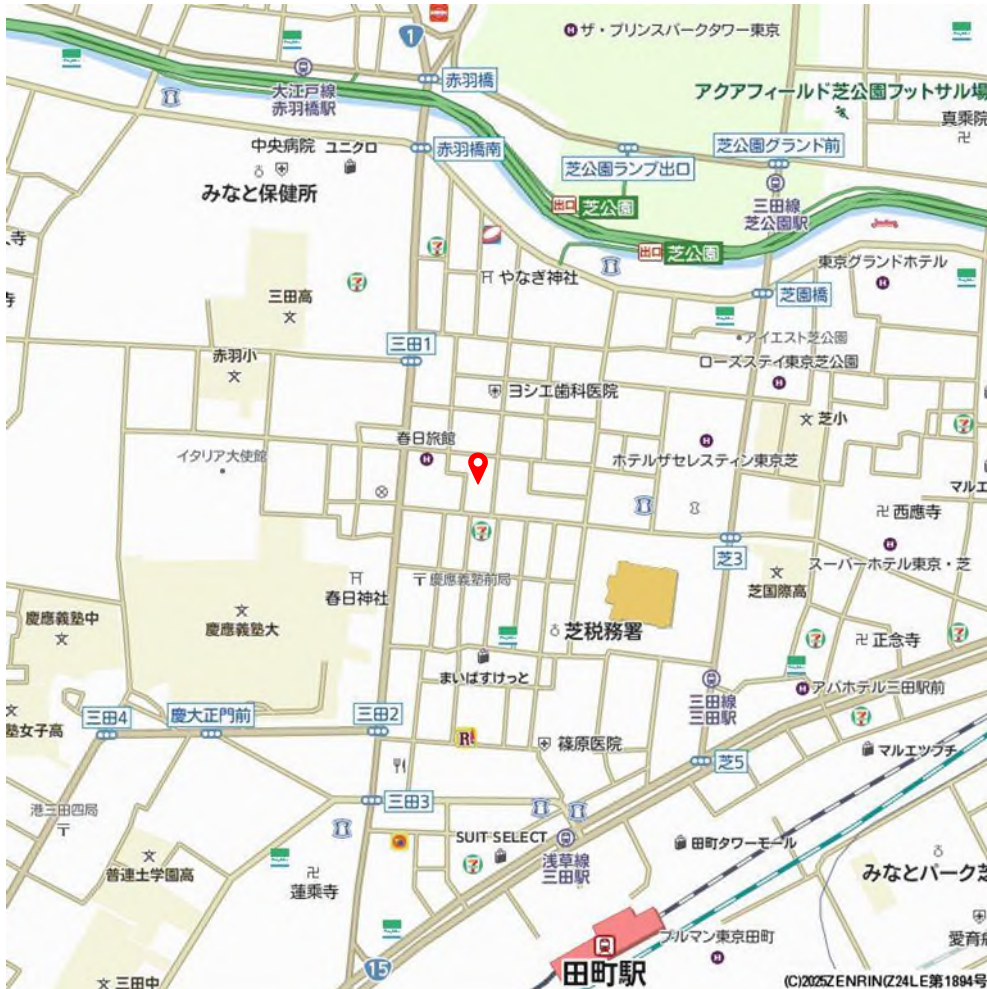 1
ザ・プリンスパークタワー東京
赤羽橋
大江戸線
赤羽橋駅
アクアフィールド芝公園フットサル場
真乗院
中央病院
ユニクロ
赤羽橋南
芝公園ランプ出口
芝公園グランド前
みなと保健所
出口 芝公園
三田線
芝公園駅
出口 芝公園
東京グランドホテル
やなぎ神社
三田高
芝園橋
アイエスト芝公園
三田1
赤羽小
ローズステイ東京芝公園
ヨシエ歯科医院
芝小
春日旅館
イタリア大使館
ホテルザセレスティン東京芝
マルエ
西應寺
芝3
スーパーホテル東京・芝
慶應義塾前局
春日神社
芝国際高
慶應義塾中
慶應義塾大
芝税務署
正念寺
まいばすけっと
三田線
三田駅
アパホテル三田駅前
三田4
慶大正門前
三田2
塾女子高
篠原医院
芝5
マルエツプチ
三田3
港三田四局
SUIT SELECT
田町タワーモール
浅草線
三田駅
普連土学園高
蓮乗寺
みなとパーク芝
プルマン東京田町
愛育病
15
田町駅
三田中
(C)2025ZENRIN(Z24LE第1894号